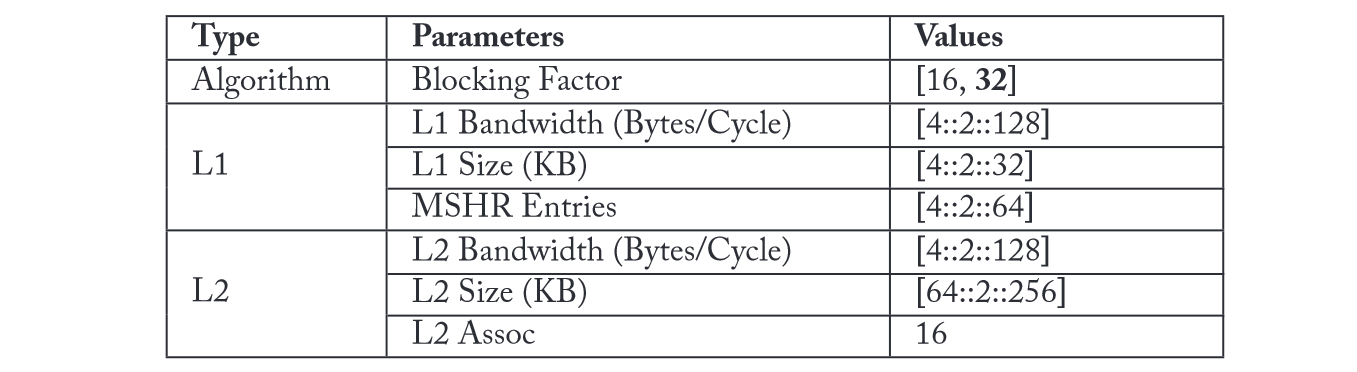 Type Parameters Values
Algorithm Blocking Factor [16, 32]
L1 Bandwidth (Bytes/Cycle) [4::2::128]
L1 L1 Size (KB) [4::2::32]
MSHR Entries [4::2::64]
L2 Bandwidth (Bytes/Cycle) [4::2::128]
L2 L2 Size (KB) [64::2::256]
L2 Assoc 16